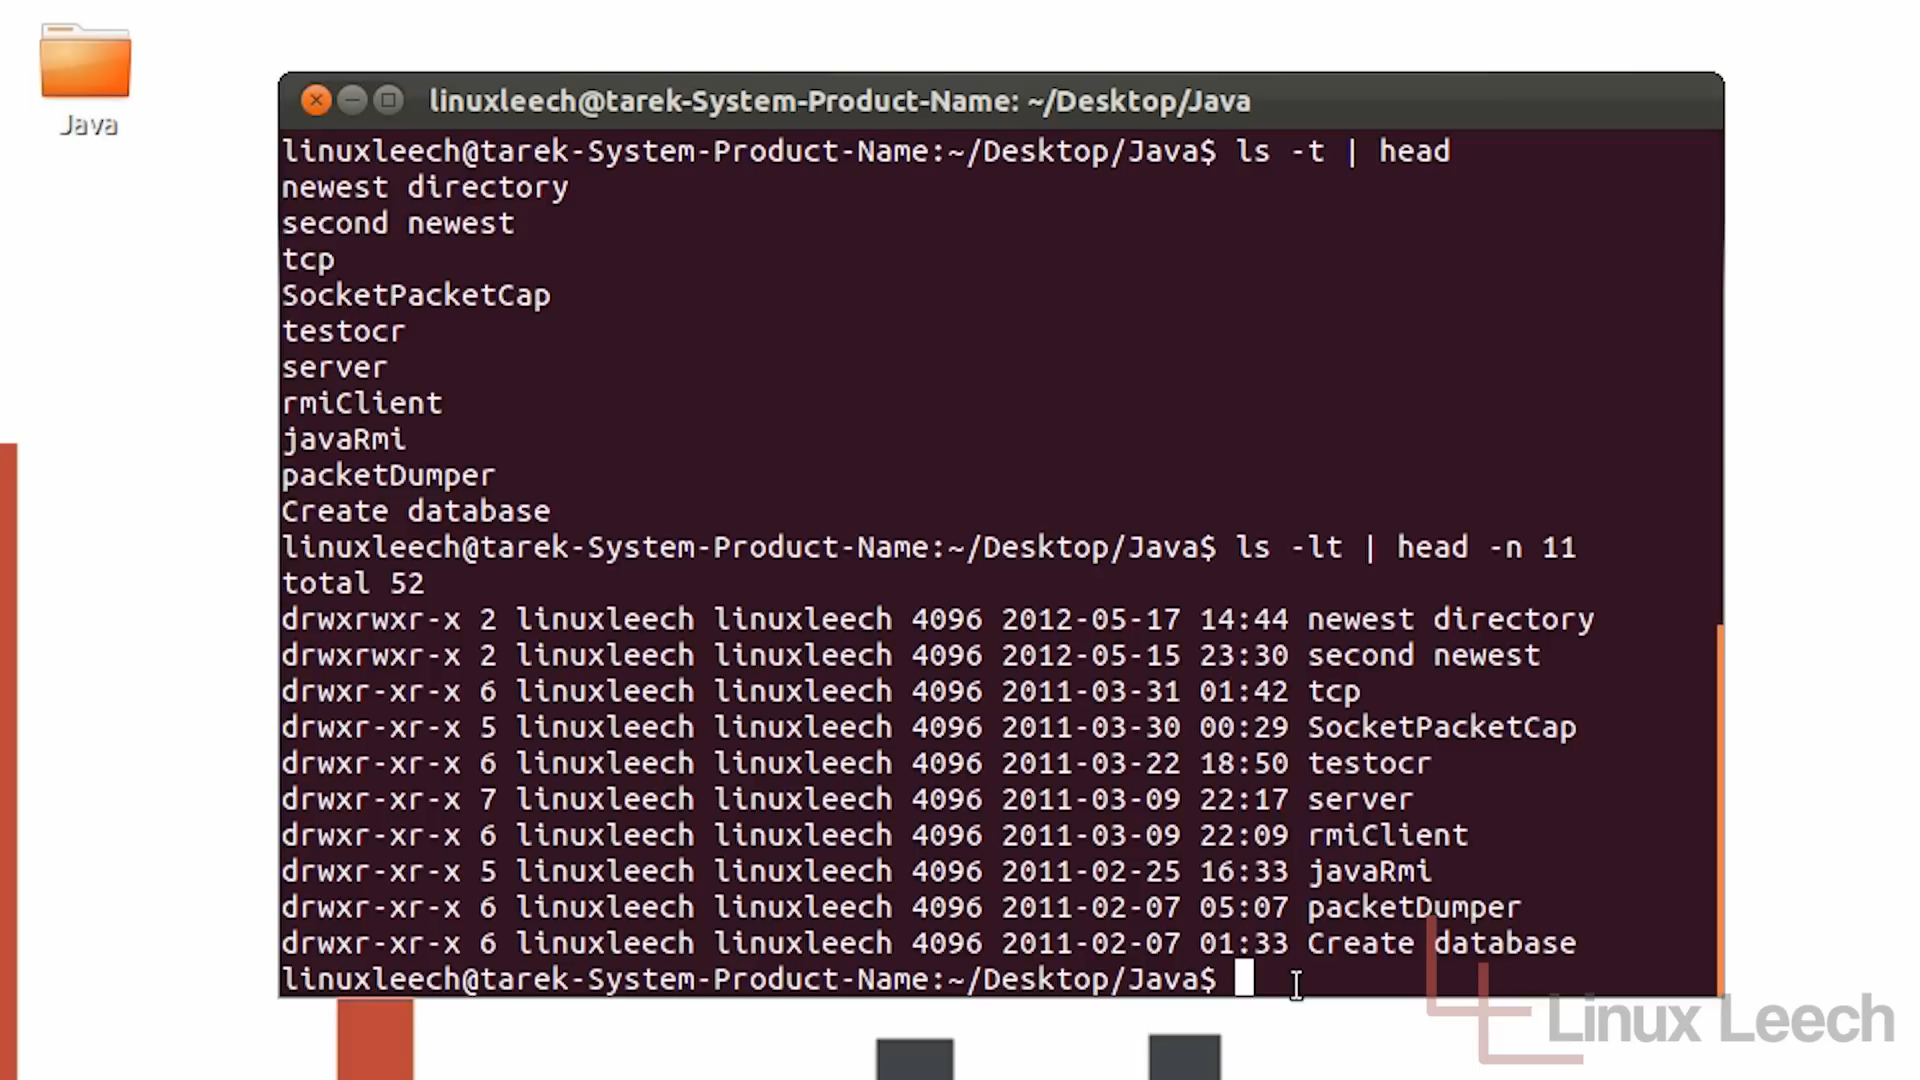 Java
linuxleech@tarek-System-Product-Name: ~/Desktop/Java
linuxleech@tarek-System-Product-Name:~/Desktop/Java$ ls -t | head
newest directory
second newest
tcp
SocketPacketCap
testocr
server
rmiClient
javaRmi
packetDumper
Create database
linuxleech@tarek-System-Product-Name:~/Desktop/Java$ ls -lt | head -n 11
total 52
drwxrwxr-x 2 linuxleech linuxleech 4096 2012-05-17 14:44 newest directory
drwxrwxr-x 2 linuxleech linuxleech 4096 2012-05-15 23:30 second newest
drwxr-xr-x 6 linuxleech linuxleech 4096 2011-03-31 01:42 tcp
drwxr-xr-x 5 linuxleech linuxleech 4096 2011-03-30 00:29 SocketPacketCap
drwxr-xr-x 6 linuxleech linuxleech 4096 2011-03-22 18:50 testocr
drwxr-xr-x 7 linuxleech linuxleech 4096 2011-03-09 22:17 server
drwxr-xr-x 6 linuxleech linuxleech 4096 2011-03-09 22:09 rmiClient
drwxr-xr-x 5 linuxleech linuxleech 4096 2011-02-25 16:33 javaRmi
drwxr-xr-x 6 linuxleech linuxleech 4096 2011-02-07 05:07 packetDumper
drwxr-xr-x 6 linuxleech linuxleech 4096 2011-02-07 01:33 Create database
linuxleech@tarek-System-Product-Name:~/Desktop/Java$
Linux Leech